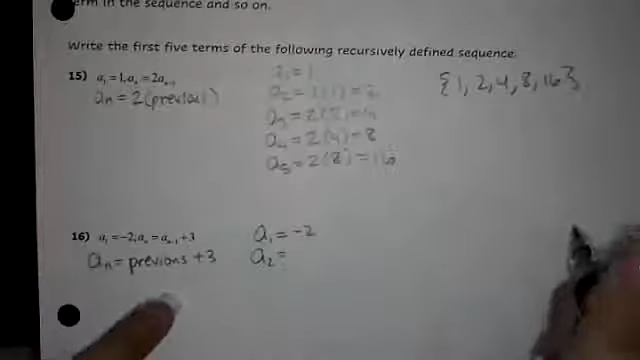 erm in the sequence and so on.
Write the first five terms of the following recursively defined sequence.
15) a₁ = 1, aₙ = 2aₙ₋₁
aₙ = 2(previous)
a₁ = 1
a₂ = 2(1) = 2
a₃ = 2(2) = 4
a₄ = 2(4) = 8
a₅ = 2(8) = 16
{1, 2, 4, 8, 16}
16) a₁ = -2, aₙ = aₙ₋₁ + 3
aₙ = previous + 3
a₁ = -2
a₂ =